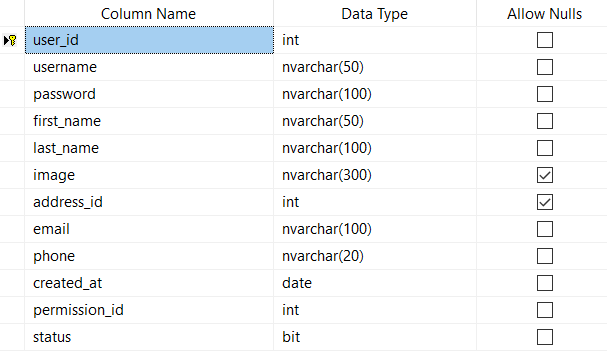 Column Name Data Type Allow Nulls
user_id int
username nvarchar(50)
password nvarchar(100)
first_name nvarchar(50)
last_name nvarchar(100)
image nvarchar(300)
address_id int
email nvarchar(100)
phone nvarchar(20)
created_at date
permission_id int
status bit